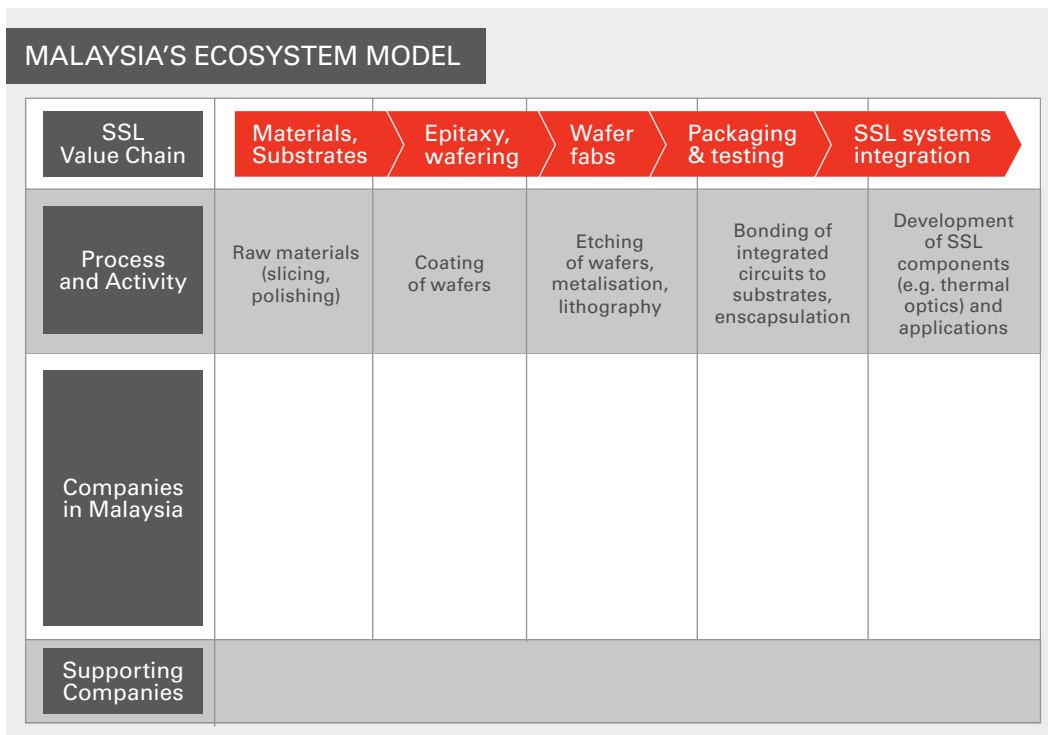 MALAYSIA'S ECOSYSTEM MODEL
SSL
Value Chain
Materials,
Substrates
Epitaxy,
wafering
Wafer
fabs
Packaging
& testing
SSL systems
integration
Process
and Activity
Raw materials
(slicing,
polishing)
Coating
of wafers
Etching
of wafers,
metalisation,
lithography
Bonding of
integrated
circuits to
substrates,
enscapsulation
Development
of SSL
components
(e.g. thermal
optics) and
applications
Companies
in Malaysia
Supporting
Companies